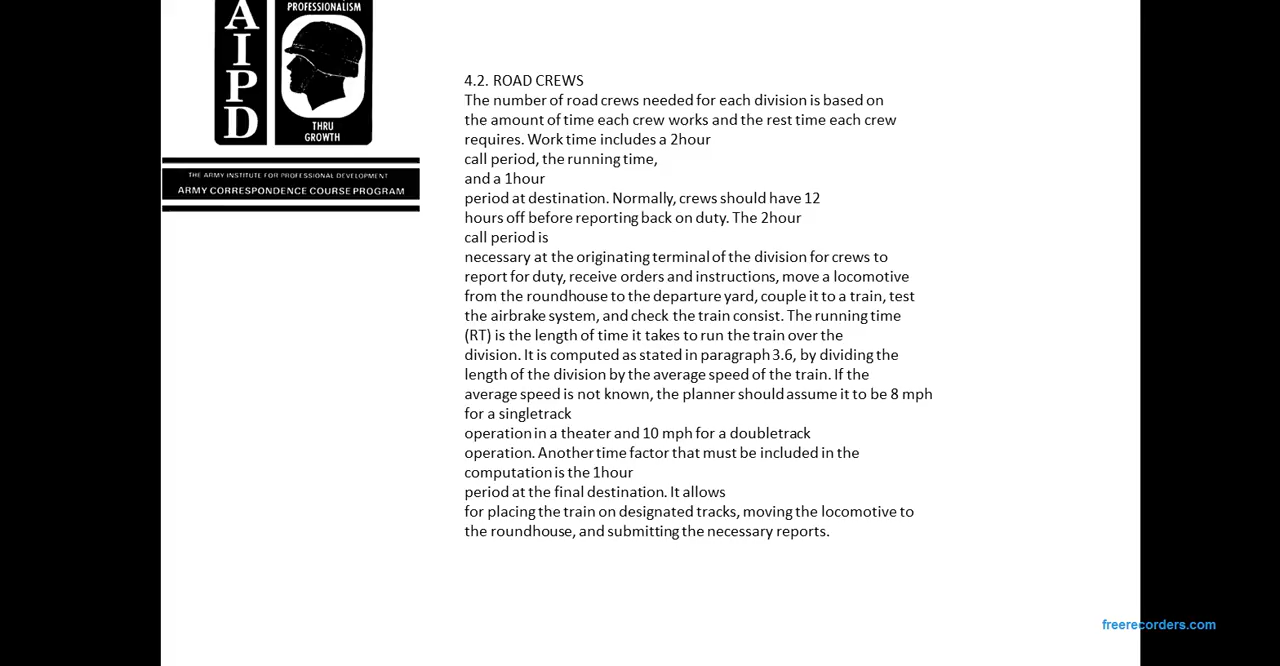 A
I
P
D
PROFESSIONALISM
THRU
GROWTH
THE ARMY INSTITUTE FOR PROFESSIONAL DEVELOPMENT
ARMY CORRESPONDENCE COURSE PROGRAM
4.2. ROAD CREWS
The number of road crews needed for each division is based on
the amount of time each crew works and the rest time each crew
requires. Work time includes a 2hour
call period, the running time,
and a 1hour
period at destination. Normally, crews should have 12
hours off before reporting back on duty. The 2hour
call period is
necessary at the originating terminal of the division for crews to
report for duty, receive orders and instructions, move a locomotive
from the roundhouse to the departure yard, couple it to a train, test
the airbrake system, and check the train consist. The running time
(RT) is the length of time it takes to run the train over the
division. It is computed as stated in paragraph 3.6, by dividing the
length of the division by the average speed of the train. If the
average speed is not known, the planner should assume it to be 8 mph
for a singletrack
operation in a theater and 10 mph for a doubletrack
operation. Another time factor that must be included in the
computation is the 1hour
period at the final destination. It allows
for placing the train on designated tracks, moving the locomotive to
the roundhouse, and submitting the necessary reports.
freerecorders.com